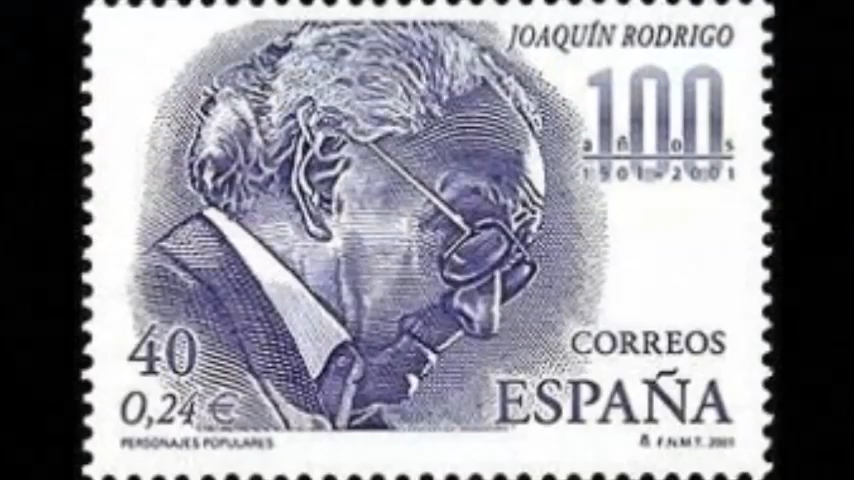 JOAQUÍN RODRIGO
100
años
1901-2001
CORREOS
ESPAÑA
40
0,24 €
PERSONAJES POPULARES
F.N.M.T. 2001